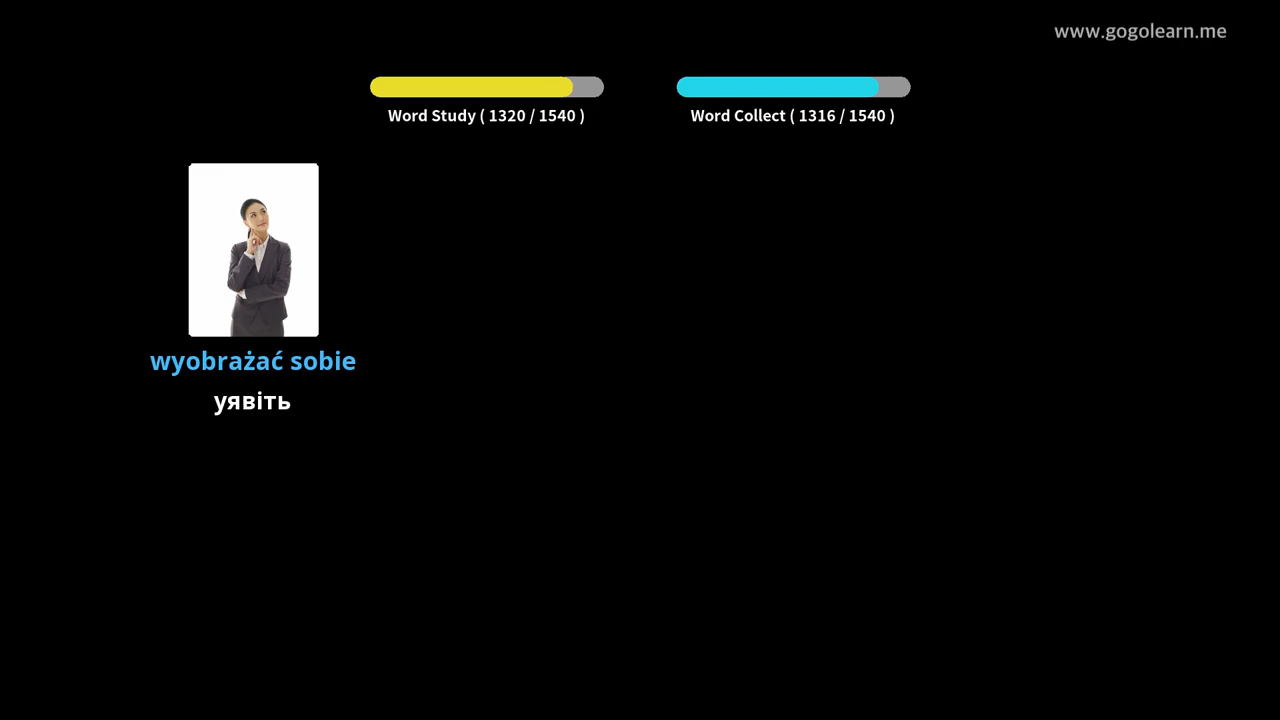 www.gogolearn.me
Word Study ( 1320 / 1540 )
Word Collect ( 1316 / 1540 )
wyobrażać sobie
уявіть